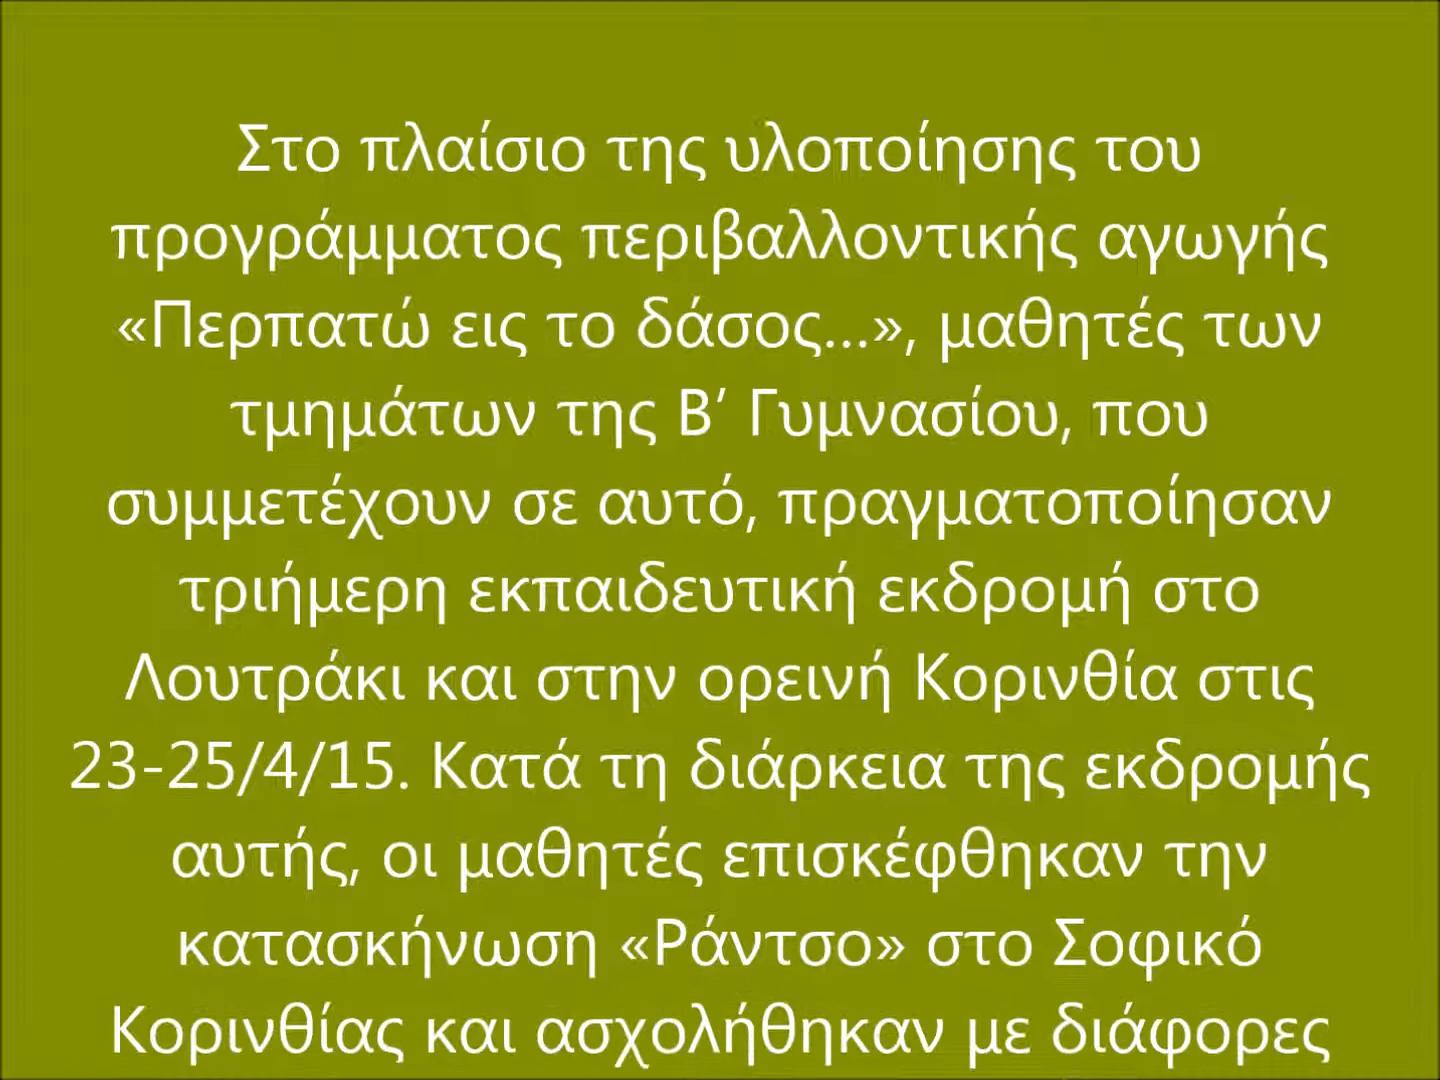 Στο πλαίσιο της υλοποίησης του
προγράμματος περιβαλλοντικής αγωγής
«Περπατώ εις το δάσος...», μαθητές των
τμημάτων της Β’ Γυμνασίου, που
συμμετέχουν σε αυτό, πραγματοποίησαν
τριήμερη εκπαιδευτική εκδρομή στο
Λουτράκι και στην ορεινή Κορινθία στις
23-25/4/15. Κατά τη διάρκεια της εκδρομής
αυτής, οι μαθητές επισκέφθηκαν την
κατασκήνωση «Ράντσο» στο Σοφικό
Κορινθίας και ασχολήθηκαν με διάφορες